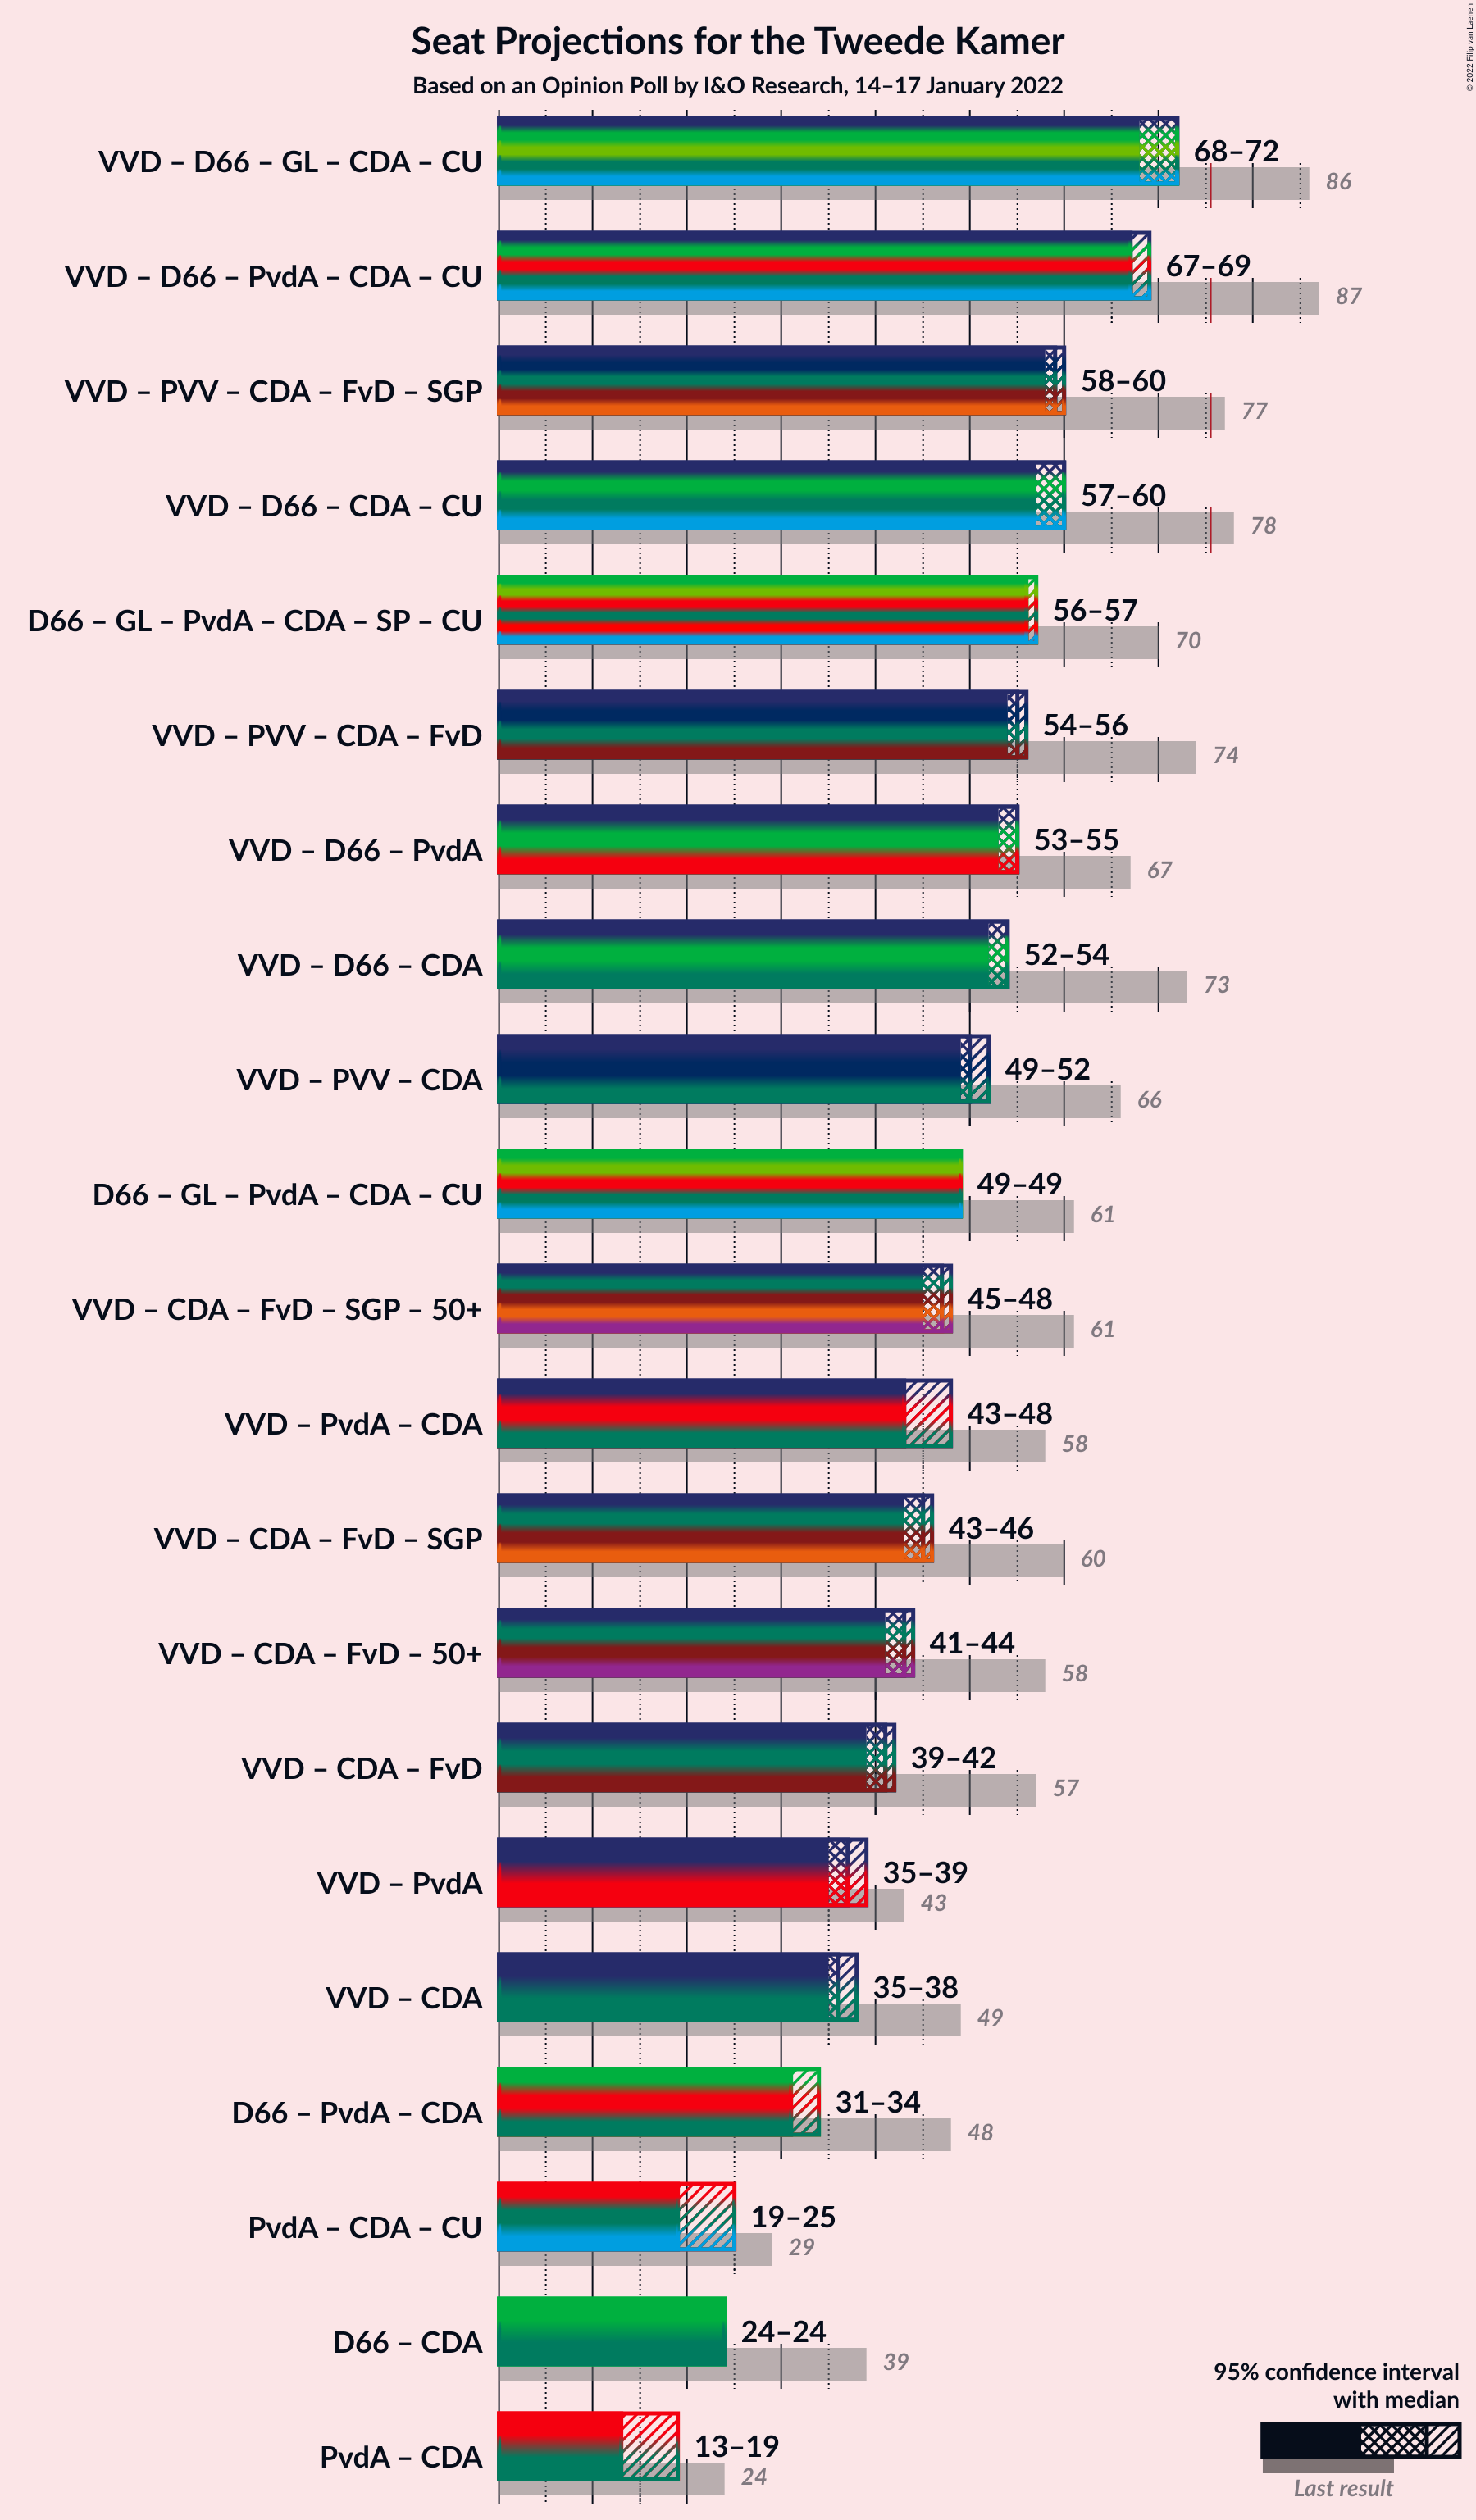 Seat Projections for the Tweede Kamer
Based on an Opinion Poll by I&O Research, 14–17 January 2022
© 2022 Filip van Laenen
VVD – D66 – GL – CDA – CU
68–72
86
VVD – D66 – PvdA – CDA – CU
67–69
87
VVD – PVV – CDA – FvD – SGP
58–60
77
VVD – D66 – CDA – CU
57–60
78
D66 – GL – PvdA – CDA – SP – CU
56–57
70
VVD – PVV – CDA – FvD
54–56
74
VVD – D66 – PvdA
53–55
67
VVD – D66 – CDA
52–54
73
VVD – PVV – CDA
49–52
66
D66 – GL – PvdA – CDA – CU
49–49
61
VVD – CDA – FvD – SGP – 50+
45–48
61
VVD – PvdA – CDA
43–48
58
VVD – CDA – FvD – SGP
43–46
60
VVD – CDA – FvD – 50+
41–44
58
VVD – CDA – FvD
39–42
57
VVD – PvdA
35–39
43
VVD – CDA
35–38
49
D66 – PvdA – CDA
31–34
48
PvdA – CDA – CU
19–25
29
D66 – CDA
24–24
39
PvdA – CDA
13–19
24
95% confidence interval
with median
Last result